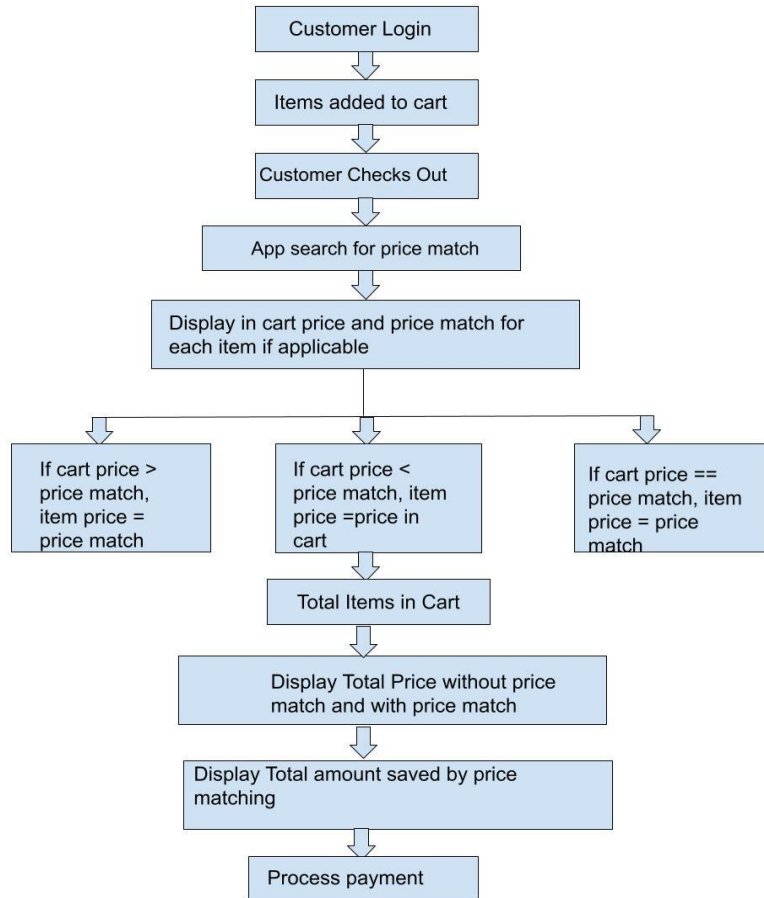 Customer Login
Items added to cart
Customer Checks Out
App search for price match
Display in cart price and price match for
each item if applicable
If cart price >
price match,
item price =
price match
If cart price <
price match, item
price =price in
cart
If cart price ==
price match, item
price = price
match
Total Items in Cart
Display Total Price without price
match and with price match
Display Total amount saved by price
matching
Process payment